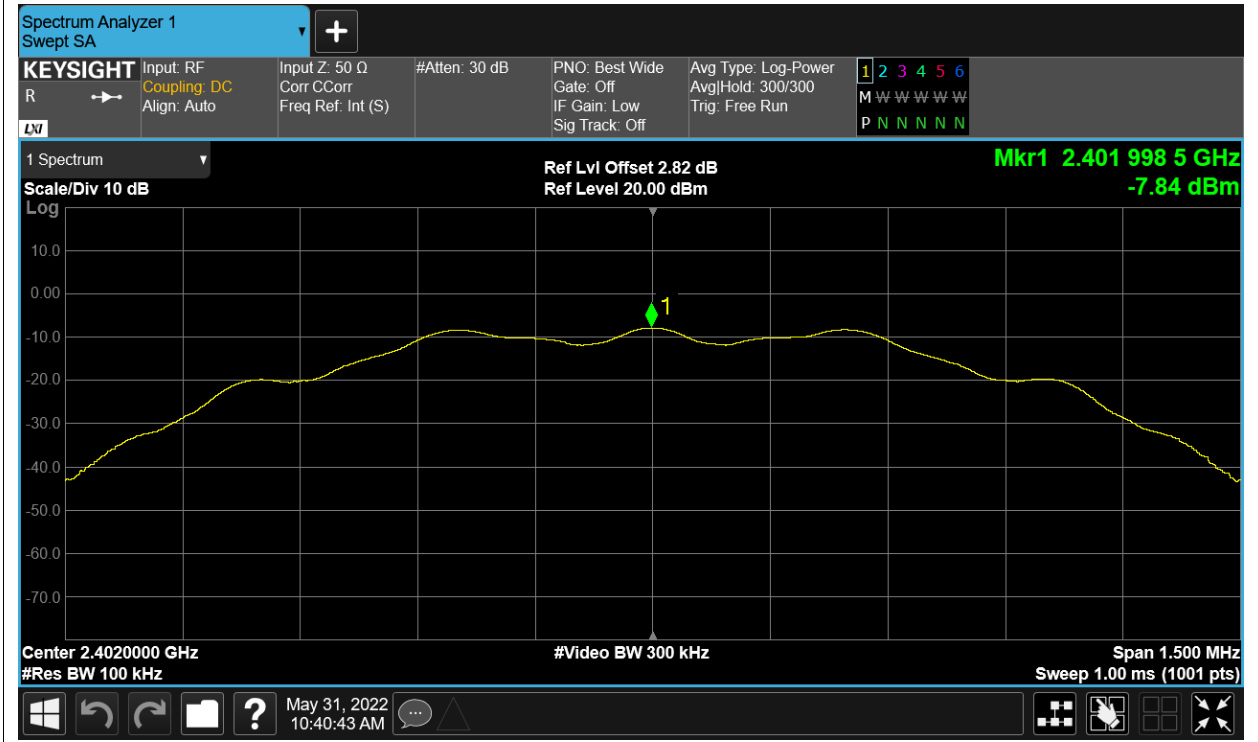 Spectrum Analyzer 1
Swept SA
+
KEYSIGHT
R
LXI
Input: RF
Coupling: DC
Align: Auto
Input Z: 50 Ω
Corr CCorr
Freq Ref: Int (S)
#Atten: 30 dB
PNO: Best Wide
Gate: Off
IF Gain: Low
Sig Track: Off
Avg Type: Log-Power
Avg|Hold: 300/300
Trig: Free Run
1 2 3 4 5 6
M W W W W W
P N N N N N
1 Spectrum
Scale/Div 10 dB
Log
Ref Lvl Offset 2.82 dB
Ref Level 20.00 dBm
Mkr1 2.401 998 5 GHz
-7.84 dBm
10.0
0.00
1
-10.0
-20.0
-30.0
-40.0
-50.0
-60.0
-70.0
Center 2.4020000 GHz
#Video BW 300 kHz
Span 1.500 MHz
#Res BW 100 kHz
Sweep 1.00 ms (1001 pts)
?
May 31, 2022
10:40:43 AM